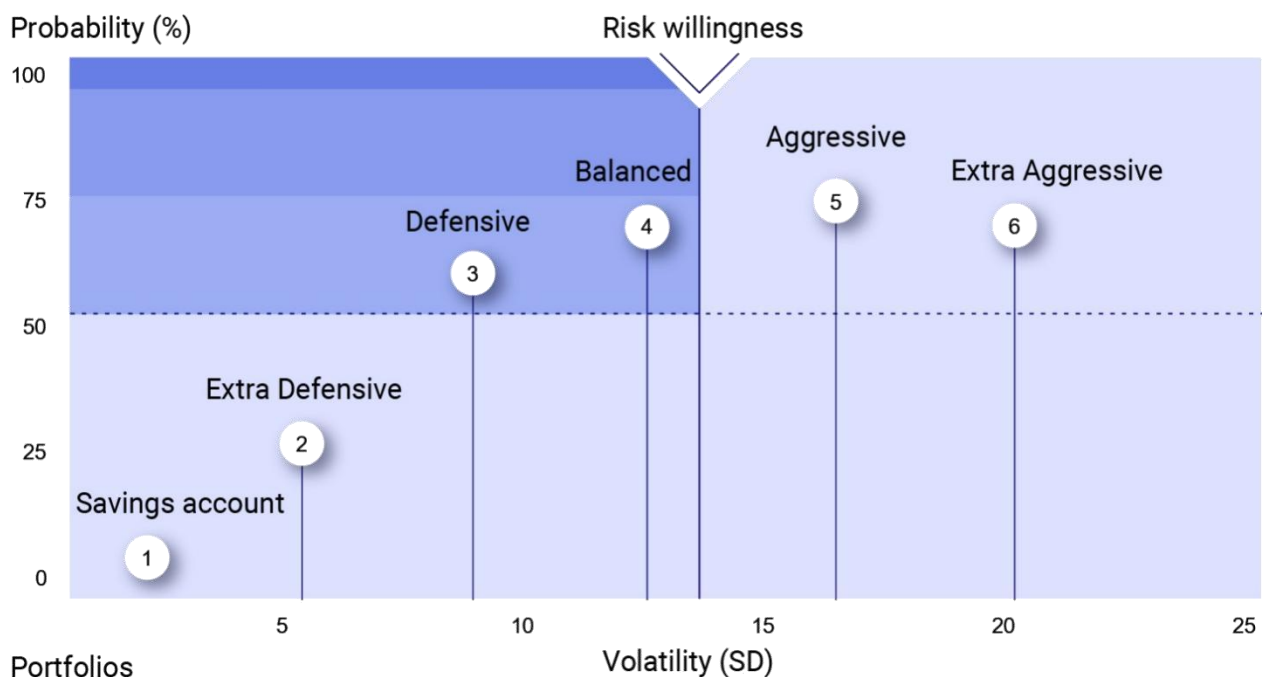 Probability (%)
Risk willingness
100
Aggressive
Balanced
Extra Aggressive
75
5
Defensive
4
6
3
50
Extra Defensive
2
25
Savings account
1
0
5
10
15
20
25
Portfolios
Volatility (SD)